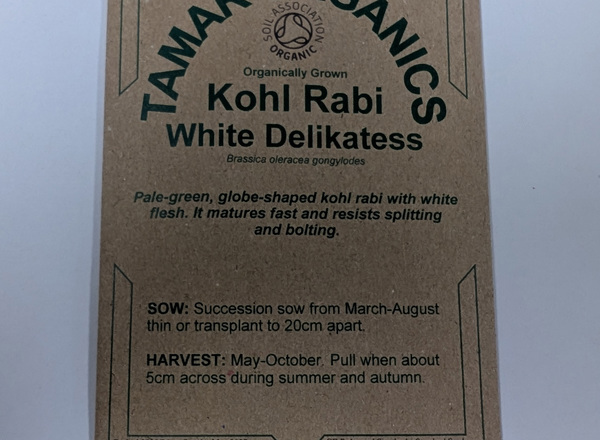 TAMAR ORGANICS
SOIL ASSOCIATION
ORGANIC
Organically Grown
Kohl Rabi
White Delikatess
Brassica oleracea gongylodes
Pale-green, globe-shaped kohl rabi with white
flesh. It matures fast and resists splitting
and bolting.
SOW: Succession sow from March-August
thin or transplant to 20cm apart.
HARVEST: May-October. Pull when about
5cm across during summer and autumn.